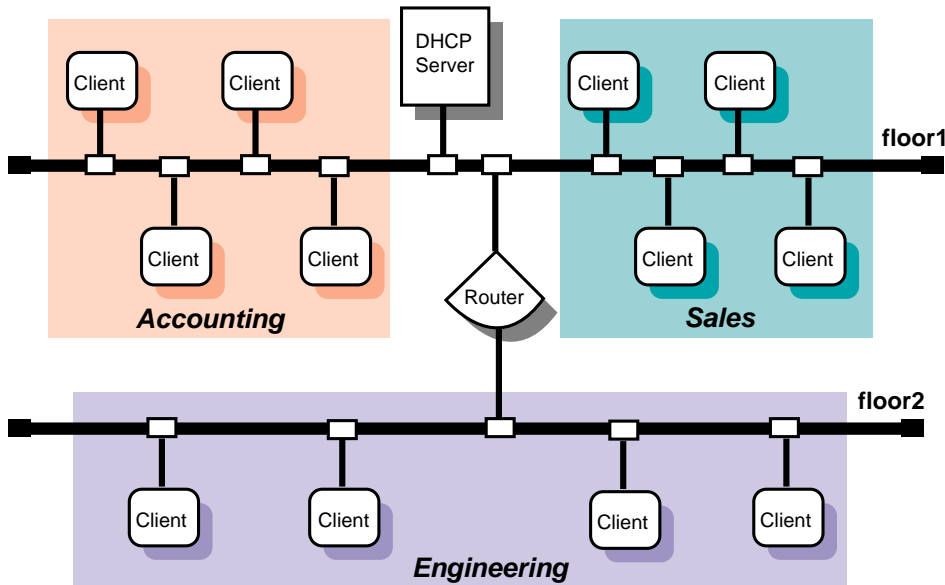 DHCP
Server
Client
Client
Client
Client
floor1
Client
Client
Client
Client
Router
Accounting
Sales
floor2
Client
Client
Client
Client
Engineering